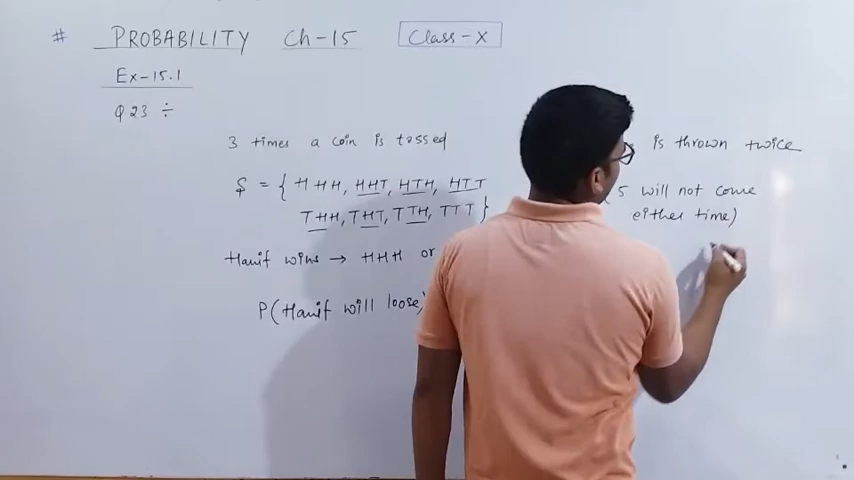 # PROBABILITY Ch-15 Class-X
Ex-15.1
Q23 ÷
3 times a coin is tossed
S = { HHH, HHT, HTH, HTT
THH, THT, TTH, TTT }
Hanif wins → HHH or
P(Hanif will loose)
is thrown twice
5 will not come
either time)